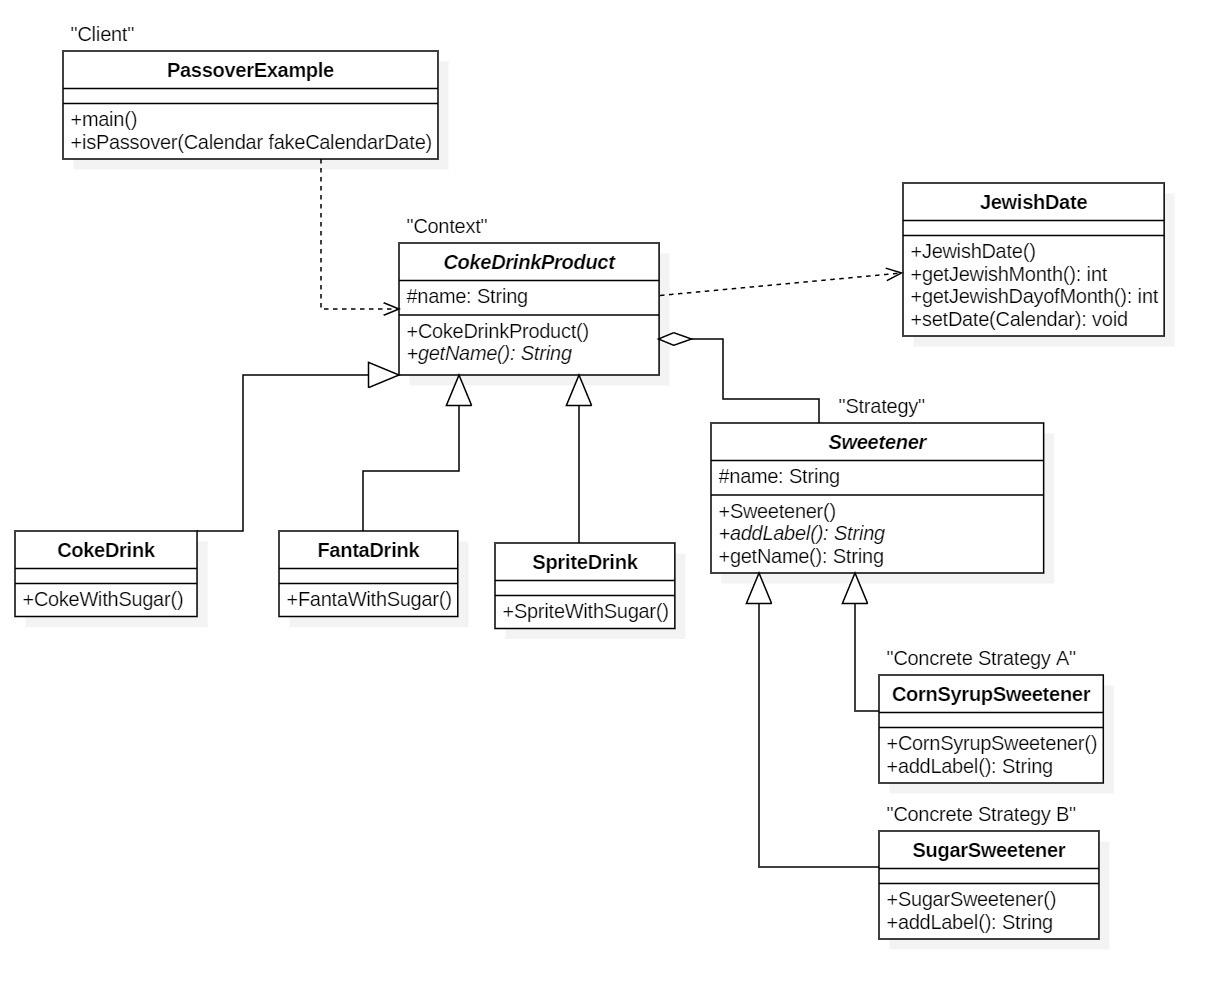 "Client"
PassoverExample
+main()
+isPassover(Calendar fakeCalendarDate)
"Context"
CokeDrinkProduct
#name: String
+CokeDrinkProduct()
+getName(): String
JewishDate
+JewishDate()
+getJewishMonth(): int
+getJewishDayofMonth(): int
+setDate(Calendar): void
"Strategy"
Sweetener
#name: String
+Sweetener()
+addLabel(): String
+getName(): String
CokeDrink
+CokeWithSugar()
FantaDrink
+FantaWithSugar()
SpriteDrink
+SpriteWithSugar()
"Concrete Strategy A"
CornSyrupSweetener
+CornSyrupSweetener()
+addLabel(): String
"Concrete Strategy B"
SugarSweetener
+SugarSweetener()
+addLabel(): String